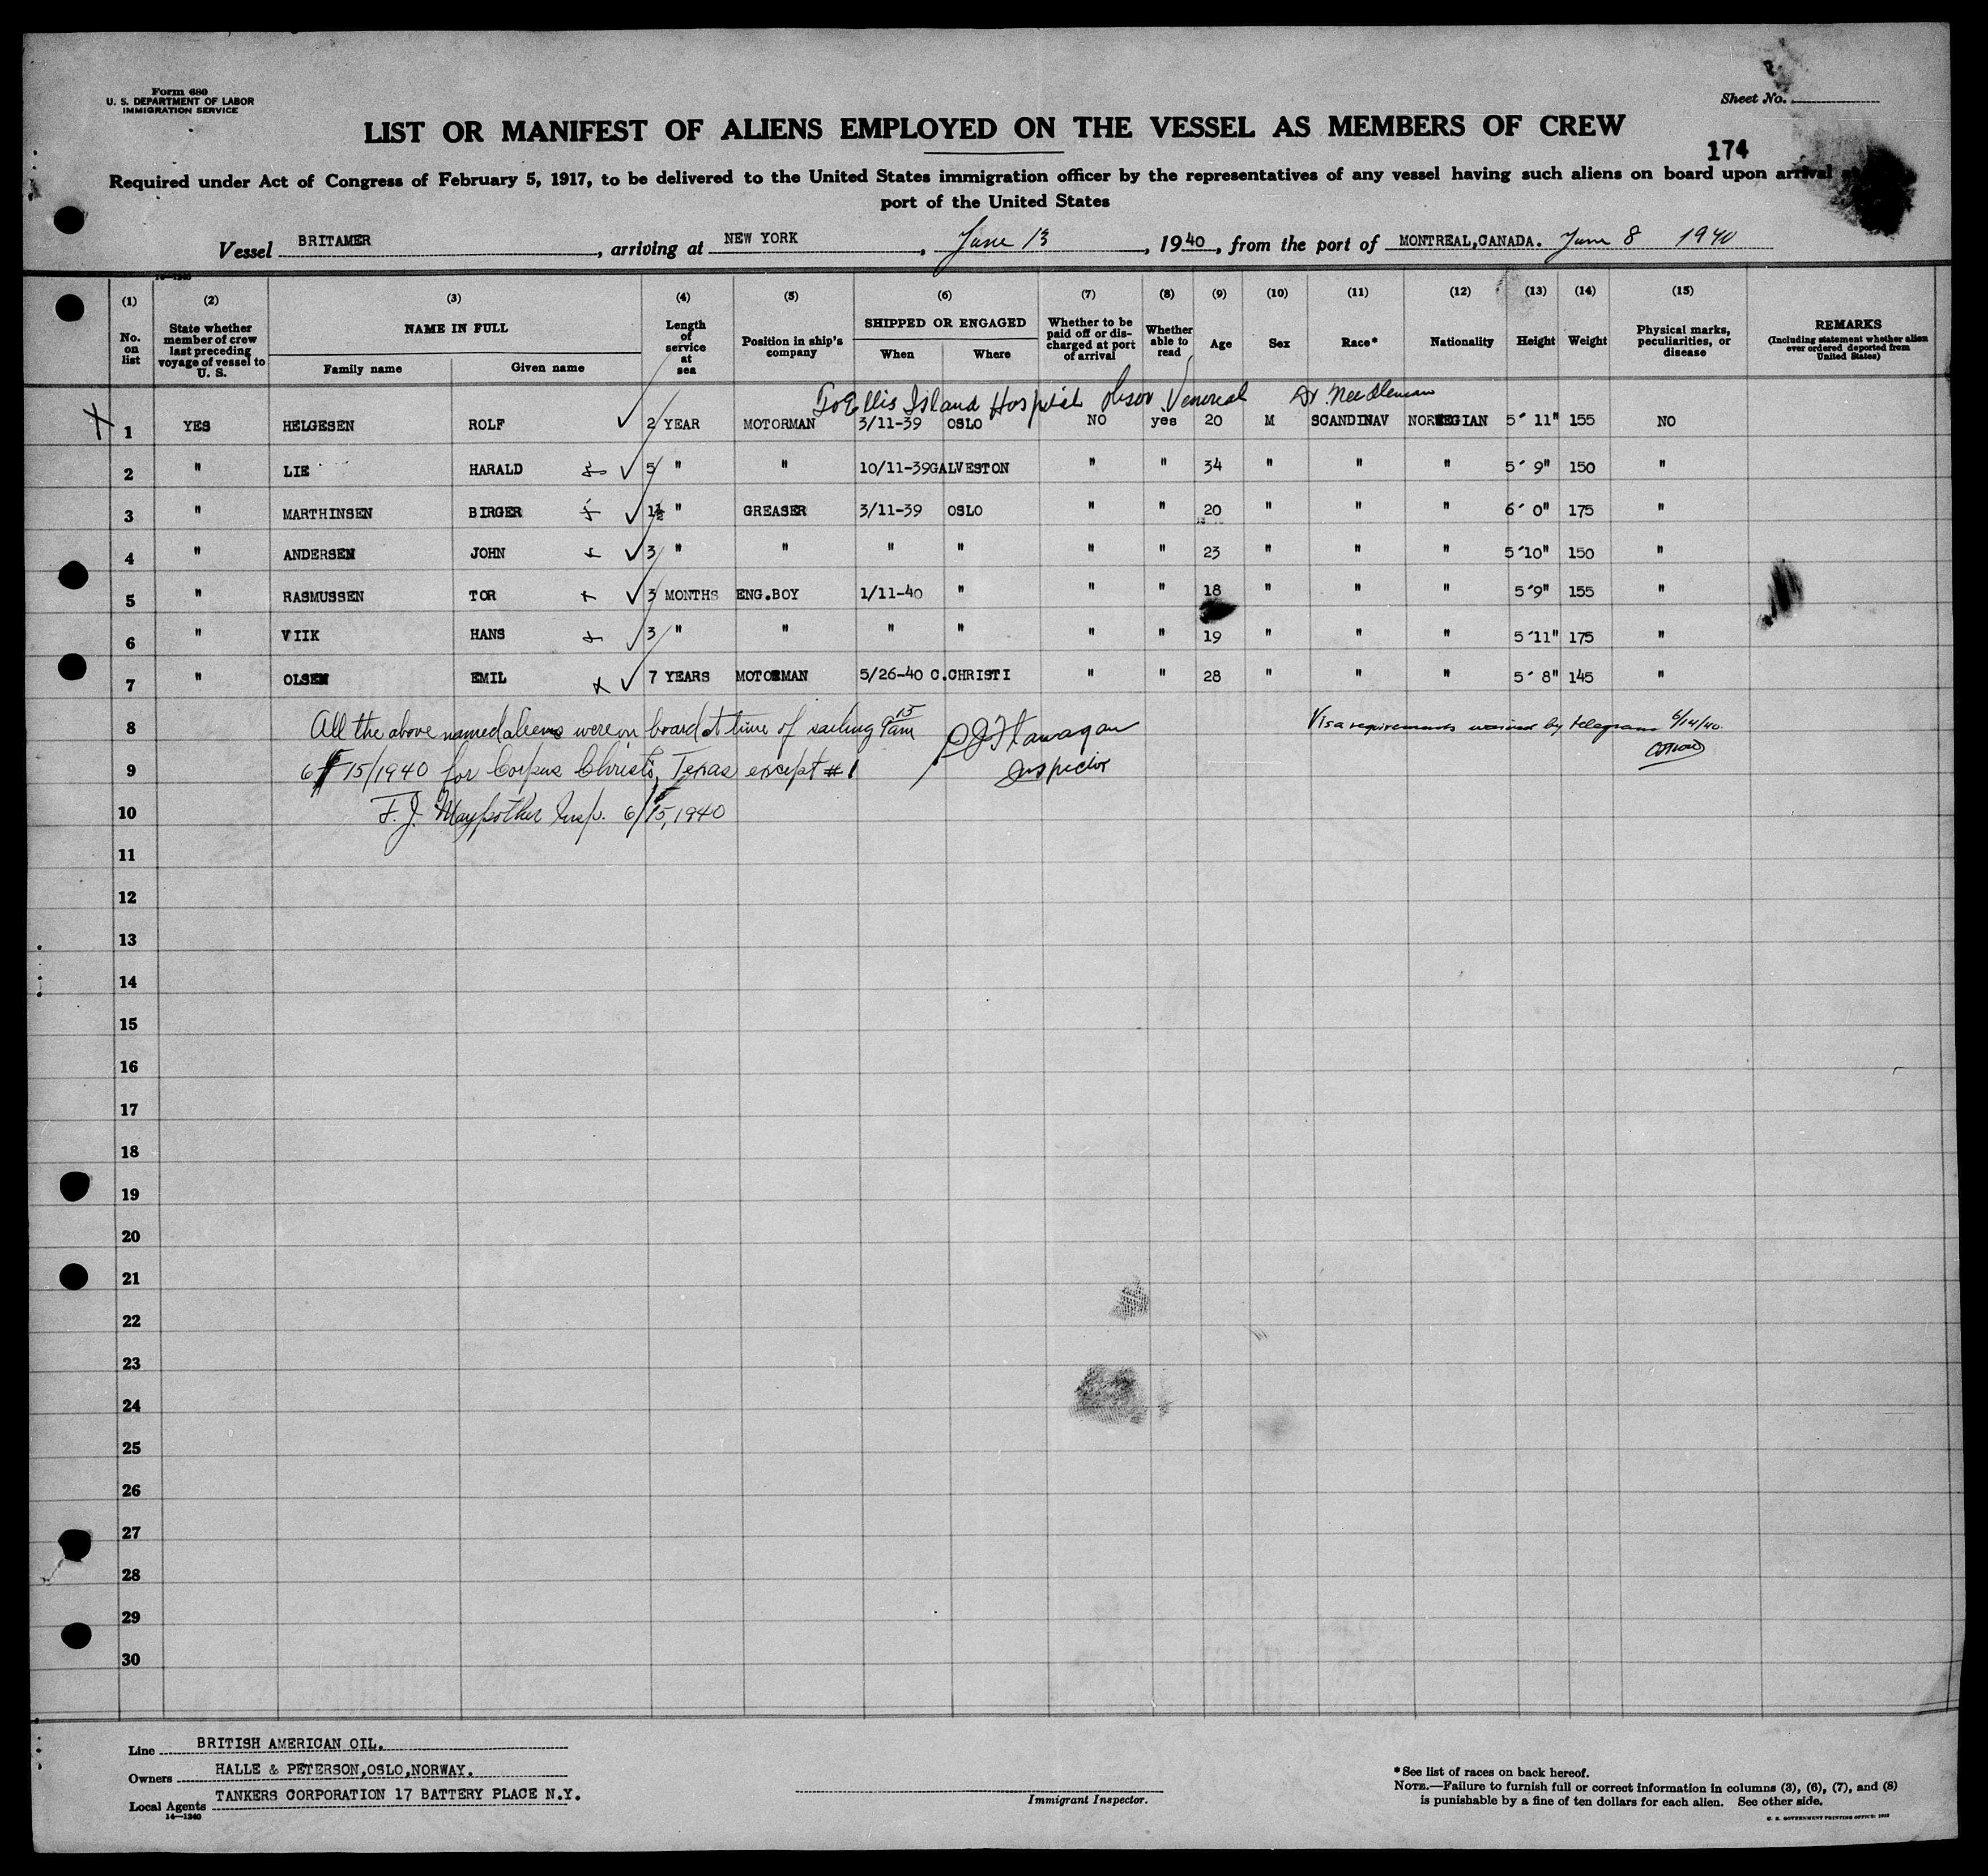 Form 680
U. S. DEPARTMENT OF LABOR
IMMIGRATION SERVICE
Sheet No.
LIST OR MANIFEST OF ALIENS EMPLOYED ON THE VESSEL AS MEMBERS OF CREW
174
Required under Act of Congress of February 5, 1917, to be delivered to the United States immigration officer by the representatives of any vessel having such aliens on board upon arrival
port of the United States
Vessel BRITAMER, arriving at NEW YORK, June 13, 1940, from the port of MONTREAL,CANADA. June 8 1940
(1) (2) (3) (4) (5) (6) (7) (8) (9) (10) (11) (12) (13) (14) (15)
No. on list State whether member of crew last preceding voyage of vessel to U. S. NAME IN FULL Family name Given name Length of service at sea Position in ship's company SHIPPED OR ENGAGED When Where Whether to be paid off or discharged at port of arrival Whether able to read Age Sex Race* Nationality Height Weight Physical marks, peculiarities, or disease REMARKS (Including statement whether alien ever ordered deported from United States)
To Ellis Island Hospital Observ Venereal Dr Needleman
1 YES HELGESEN ROLF 2 YEAR MOTORMAN 3/11-39 OSLO NO yes 20 M SCANDINAV NORWEGIAN 5' 11" 155 NO
2 " LIE HARALD 5 " " 10/11-39 GALVESTON " " 34 " " " 5' 9" 150 "
3 " MARTHINSEN BIRGER 1½ " GREASER 3/11-39 OSLO " " 20 " " " 6' 0" 175 "
4 " ANDERSEN JOHN 3 " " " " " " 23 " " " 5'10" 150 "
5 " RASMUSSEN TOR 3 MONTHS ENG.BOY 1/11-40 " " " 18 " " " 5'9" 155 "
6 " VIIK HANS 3 " " " " " " 19 " " " 5'11" 175 "
7 " OLSEN EMIL 7 YEARS MOTORMAN 5/26-40 C.CHRISTI " " 28 " " " 5' 8" 145 "
8 All the above named aliens were on board at time of sailing 9 15 am Flanagan Visa requirements waived by telegram 6/14/40.
9 6/15/1940 for Corpus Christi, Texas except #1 Inspector
10 F. J. Maypother Insp. 6/15, 1940
11
12
13
14
15
16
17
18
19
20
21
22
23
24
25
26
27
28
29
30
Line BRITISH AMERICAN OIL.
Owners HALLE & PETERSON,OSLO,NORWAY.
Local Agents TANKERS CORPORATION 17 BATTERY PLACE N.Y.
14—1240
Immigrant Inspector.
*See list of races on back hereof.
NOTE.—Failure to furnish full or correct information in columns (3), (6), (7), and (8)
is punishable by a fine of ten dollars for each alien. See other side.